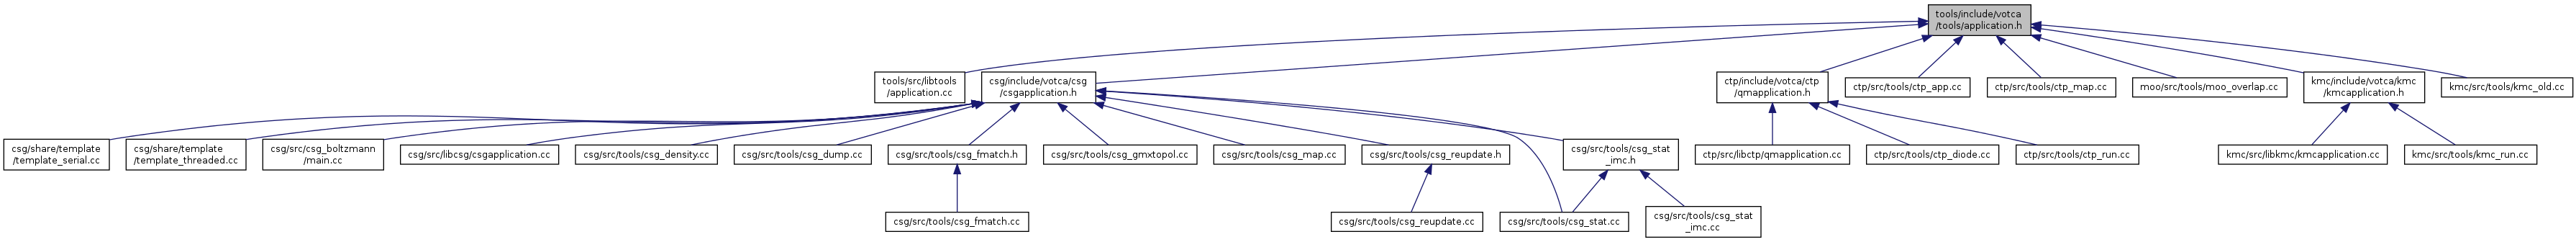 tools/include/votca
/tools/application.h
tools/src/libtools
/application.cc
csg/include/votca/csg
/csgapplication.h
ctp/include/votca/ctp
/qmapplication.h
ctp/src/tools/ctp_app.cc
ctp/src/tools/ctp_map.cc
moo/src/tools/moo_overlap.cc
kmc/include/votca/kmc
/kmcapplication.h
kmc/src/tools/kmc_old.cc
csg/share/template
/template_serial.cc
csg/share/template
/template_threaded.cc
csg/src/csg_boltzmann
/main.cc
csg/src/libcsg/csgapplication.cc
csg/src/tools/csg_density.cc
csg/src/tools/csg_dump.cc
csg/src/tools/csg_fmatch.h
csg/src/tools/csg_gmxtopol.cc
csg/src/tools/csg_map.cc
csg/src/tools/csg_reupdate.h
csg/src/tools/csg_stat
_imc.h
ctp/src/libctp/qmapplication.cc
ctp/src/tools/ctp_diode.cc
ctp/src/tools/ctp_run.cc
kmc/src/libkmc/kmcapplication.cc
kmc/src/tools/kmc_run.cc
csg/src/tools/csg_fmatch.cc
csg/src/tools/csg_reupdate.cc
csg/src/tools/csg_stat.cc
csg/src/tools/csg_stat
_imc.cc